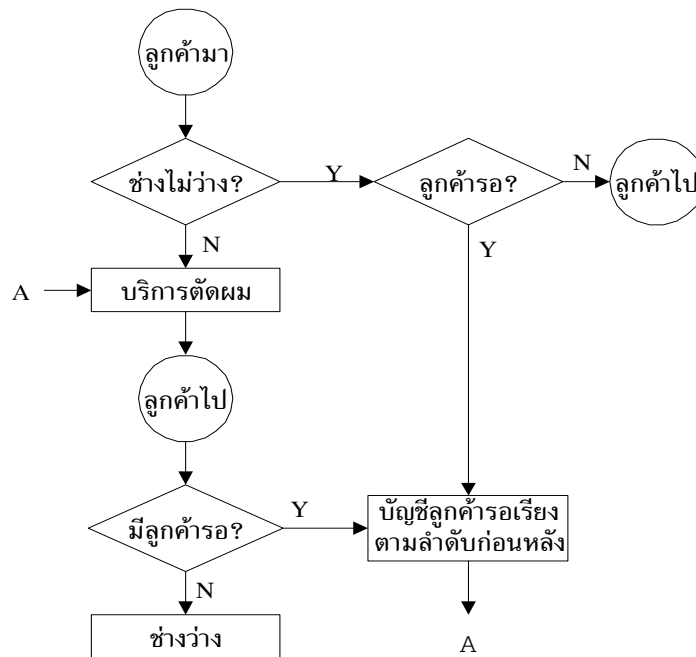 ลูกค้ามา
ช่างไม่ว่าง?
Y
ลูกค้ารอ?
N
ลูกค้าไป
N
Y
A
บริการตัดผม
ลูกค้าไป
มีลูกค้ารอ?
Y
บัญชีลูกค้ารอเรียง
ตามลำดับก่อนหลัง
N
ช่างว่าง
A